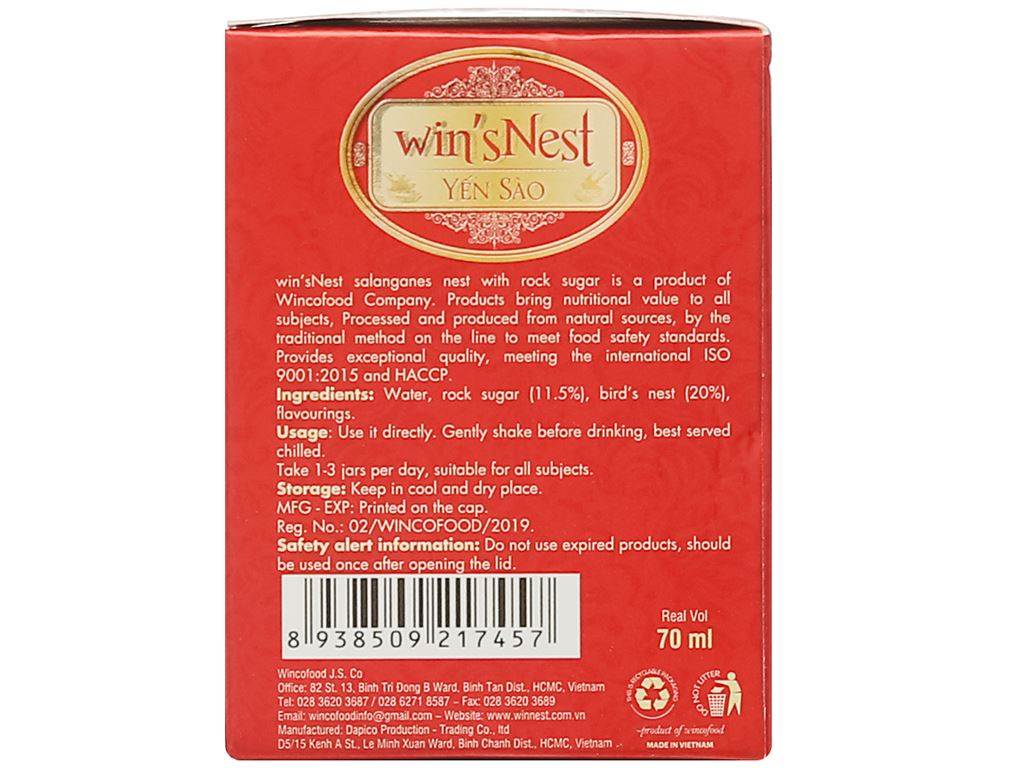 win'sNest
YẾN SÀO
win'sNest salanganes nest with rock sugar is a product of
Wincofood Company. Products bring nutritional value to all
subjects, Processed and produced from natural sources, by the
traditional method on the line to meet food safety standards.
Provides exceptional quality, meeting the international ISO
9001:2015 and HACCP.
Ingredients: Water, rock sugar (11.5%), bird's nest (20%),
flavourings.
Usage: Use it directly. Gently shake before drinking, best served
chilled.
Take 1-3 jars per day, suitable for all subjects.
Storage: Keep in cool and dry place.
MFG - EXP: Printed on the cap.
Reg. No.: 02/WINCOFOOD/2019.
Safety alert information: Do not use expired products, should
be used once after opening the lid.
8 938509 217457
Real Vol
70 ml
Wincofood J.S. Co
Office: 82 St. 13, Binh Tri Dong B Ward, Binh Tan Dist., HCMC, Vietnam
Tel: 028 3620 3687 / 028 6271 8587 – Fax: 028 3620 3689
Email: wincofoodinfo@gmail.com – Website: www.winnest.com.vn
Manufactured: Dapico Production - Trading Co., ltd
D5/15 Kenh A St., Le Minh Xuan Ward, Binh Chanh Dist., HCMC, Vietnam
THIS IS RECYCLABLE PACKAGING
DO NOT LITTER
product of wincofood
MADE IN VIETNAM